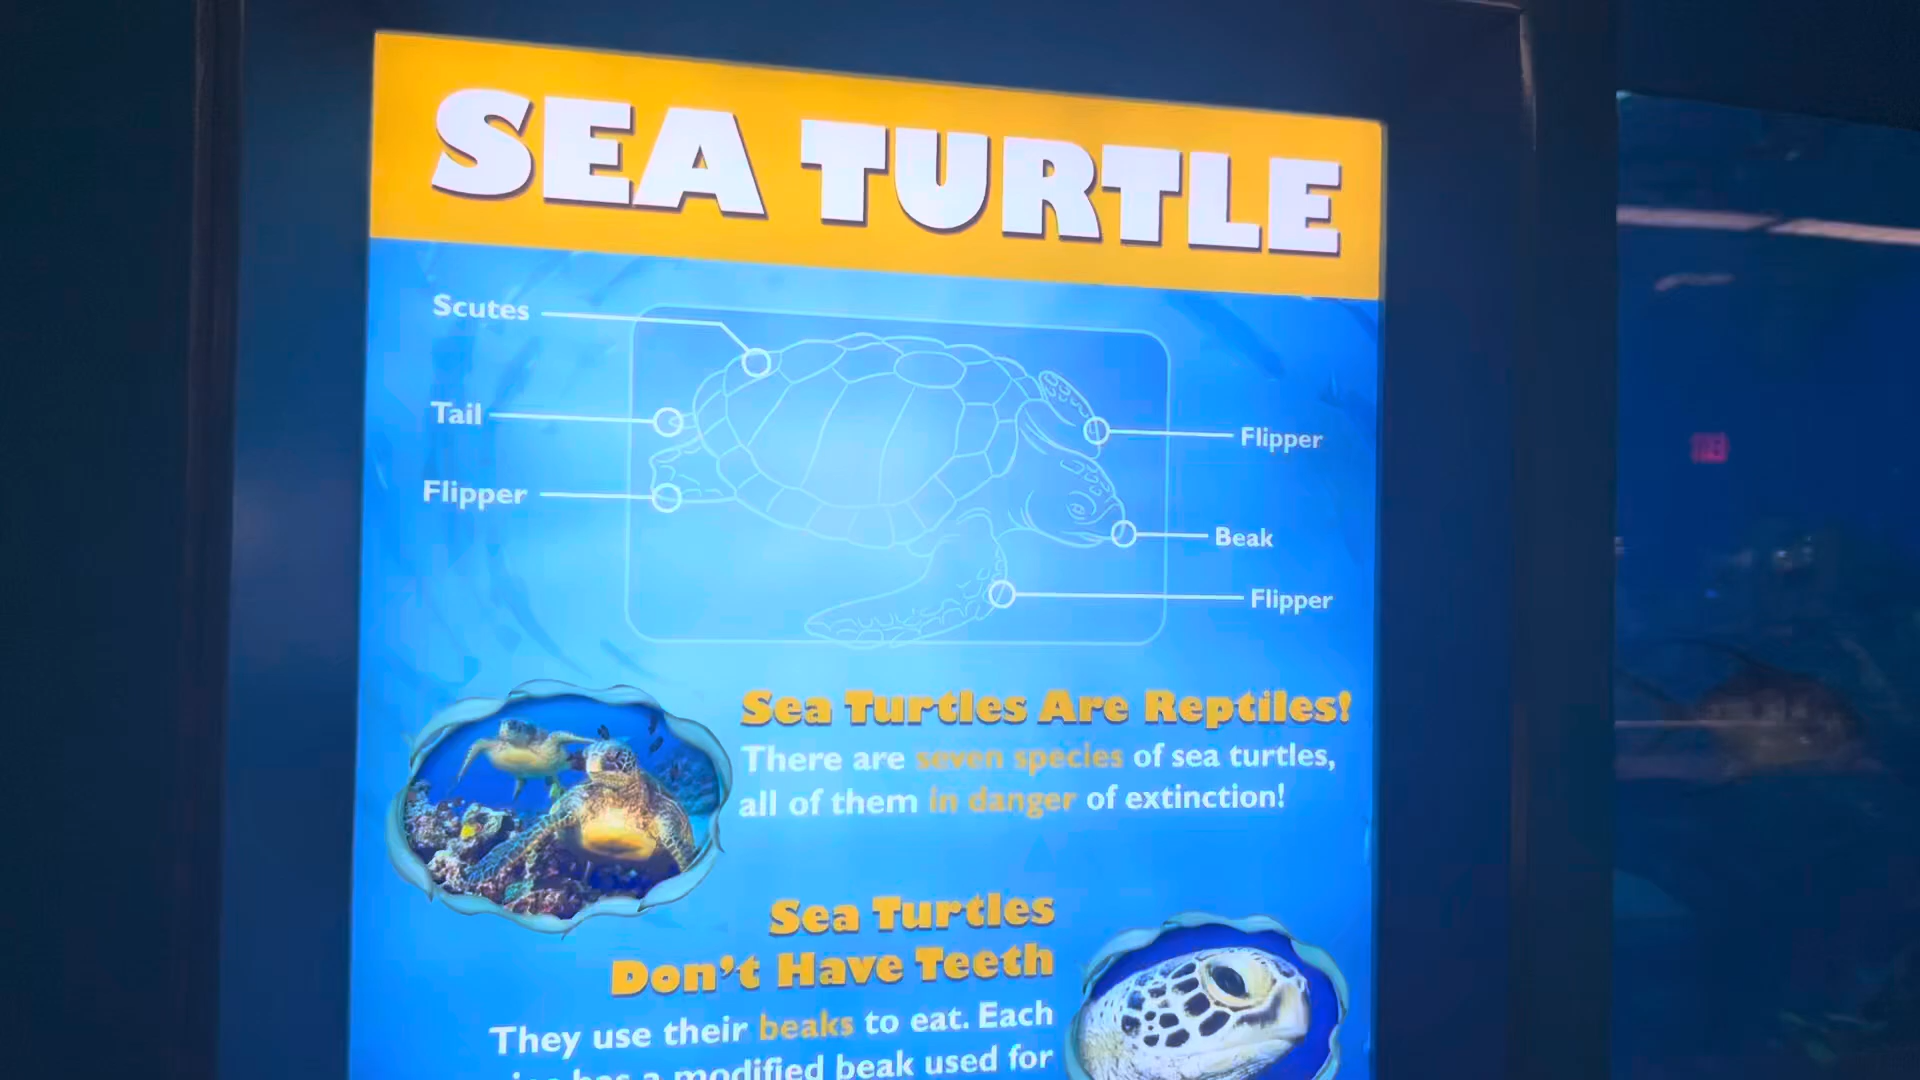 SEA TURTLE
Scutes
Tail
Flipper
Flipper
Beak
Flipper
Sea Turtles Are Reptiles!
There are seven species of sea turtles,
all of them in danger of extinction!
Sea Turtles
Don't Have Teeth
They use their beaks to eat. Each
has a modified beak used for